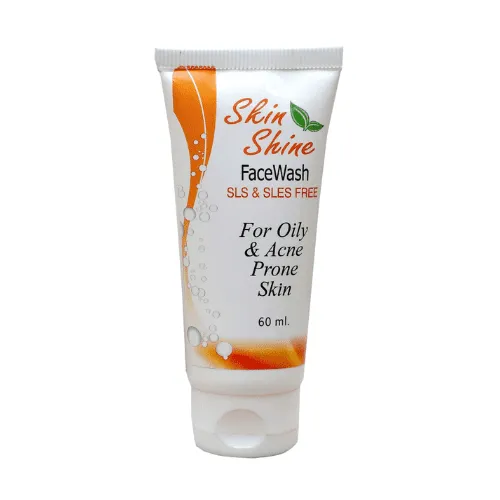 Skin
Shine
FaceWash
SLS & SLES FREE
For Oily
& Acne
Prone
Skin
60 ml.